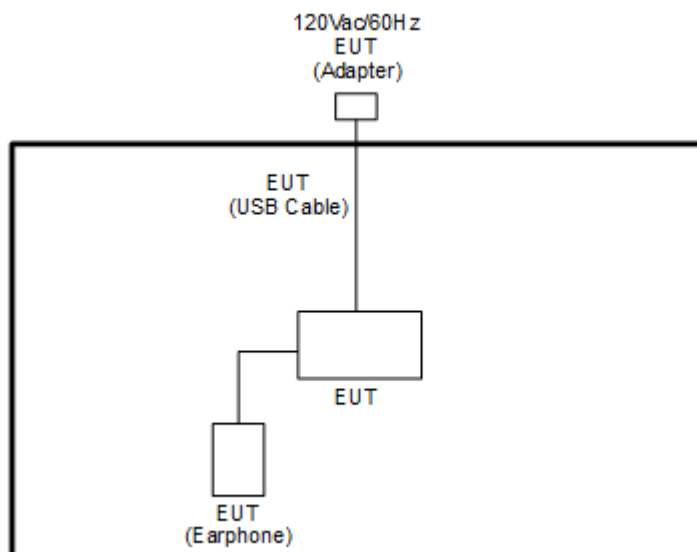 120Vac/60Hz
EUT
(Adapter)
EUT
(USB Cable)
EUT
EUT
(Earphone)